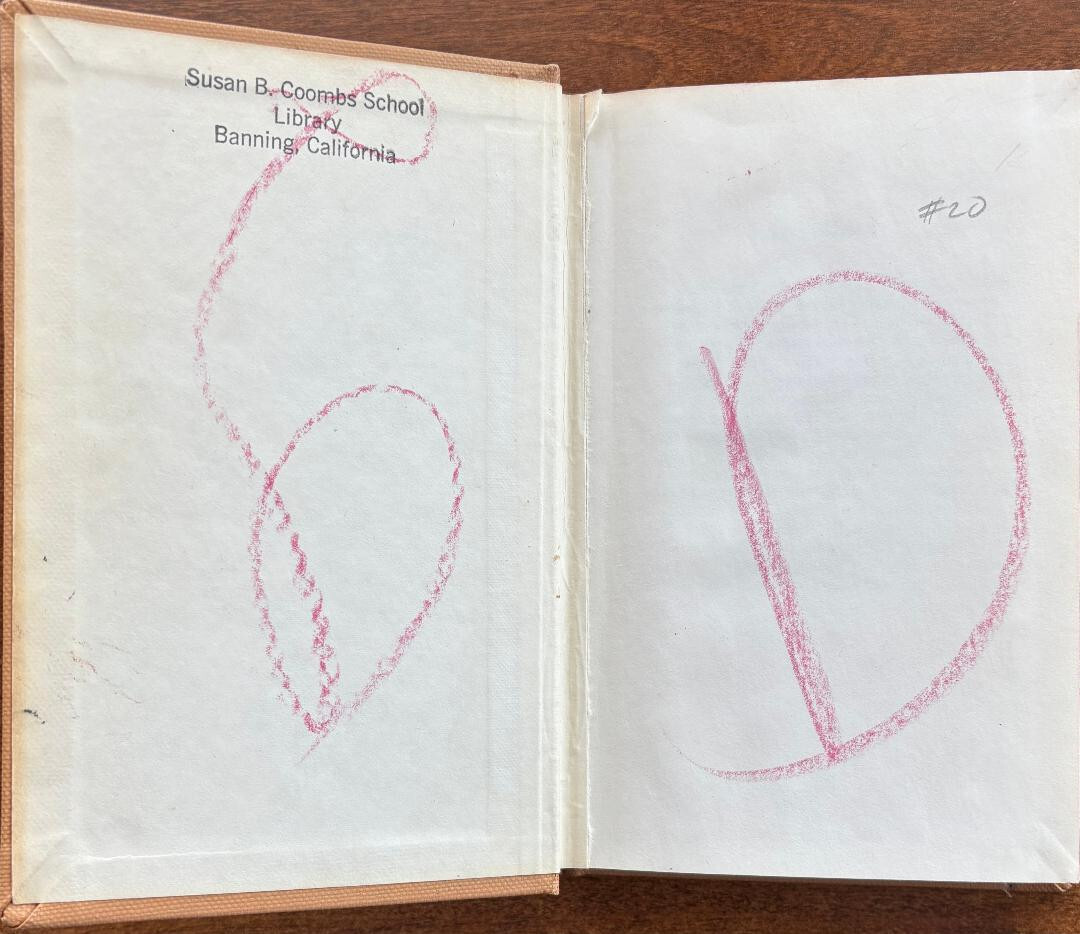 Susan B. Coombs School
Library
Banning, California
#20